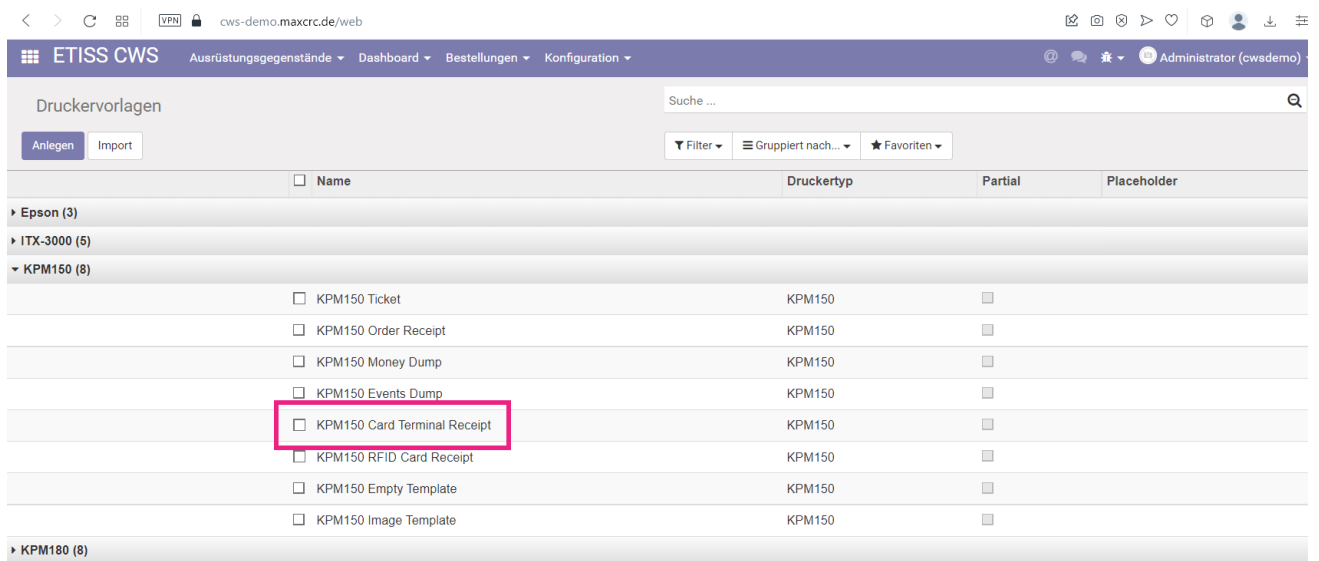 VPN cws-demo.maxcrc.de/web
ETISS CWS Ausrüstungsgegenstände Dashboard Bestellungen Konfiguration @ Administrator (cwsdemo)
Druckervorlagen Suche ...
Anlegen Import Filter Gruppiert nach... Favoriten
Name Druckertyp Partial Placeholder
Epson (3)
ITX-3000 (5)
KPM150 (8)
KPM150 Ticket KPM150
KPM150 Order Receipt KPM150
KPM150 Money Dump KPM150
KPM150 Events Dump KPM150
KPM150 Card Terminal Receipt KPM150
KPM150 RFID Card Receipt KPM150
KPM150 Empty Template KPM150
KPM150 Image Template KPM150
KPM180 (8)